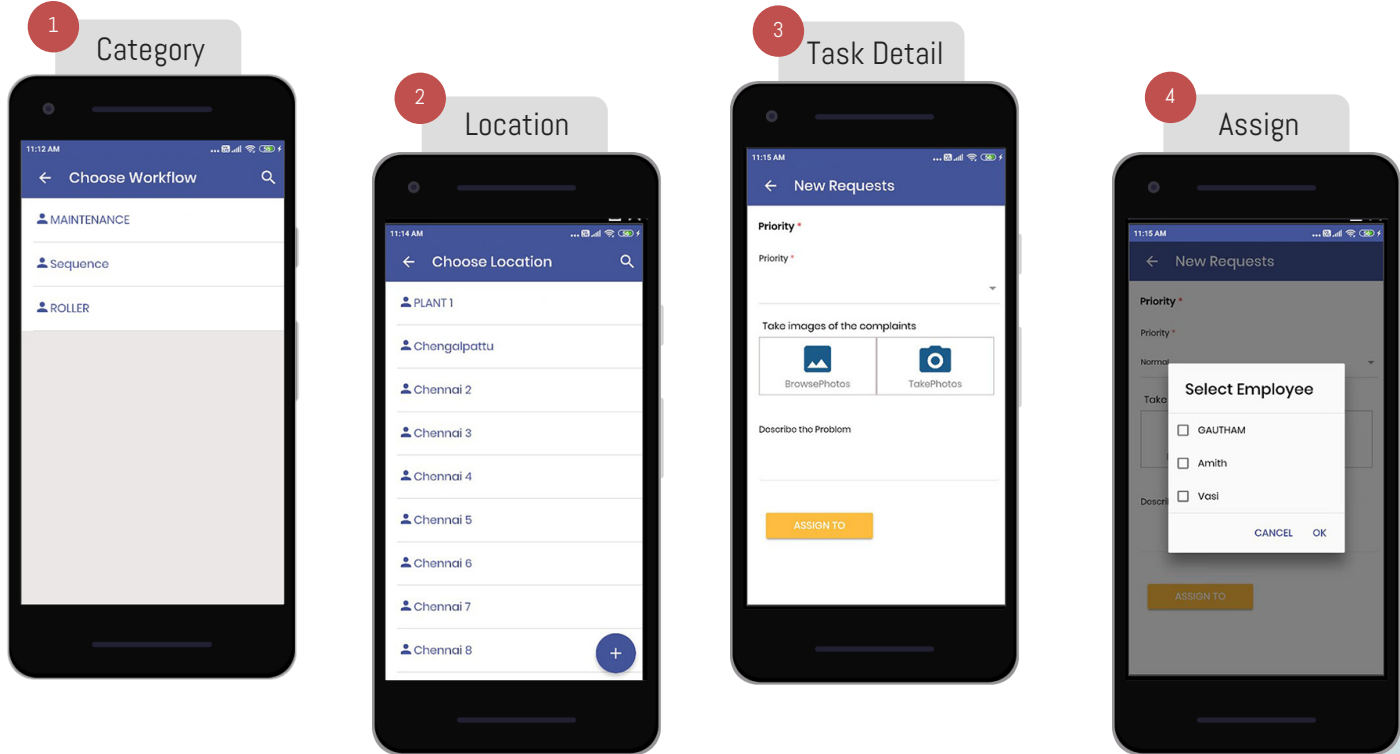 1
Category
11:12 AM
Choose Workflow
MAINTENANCE
Sequence
ROLLER
2
Location
11:14 AM
Choose Location
PLANT 1
Chengalpattu
Chennai 2
Chennai 3
Chennai 4
Chennai 5
Chennai 6
Chennai 7
Chennai 8
+
3
Task Detail
11:15 AM
New Requests
Priority *
Priority *
Take images of the complaints
BrowsePhotos
TakePhotos
Describe the Problem
ASSIGN TO
4
Assign
11:15 AM
New Requests
Priority *
Priority *
Normal
Take
Select Employee
GAUTHAM
Amith
Vasi
Descri
CANCEL OK
ASSIGN TO